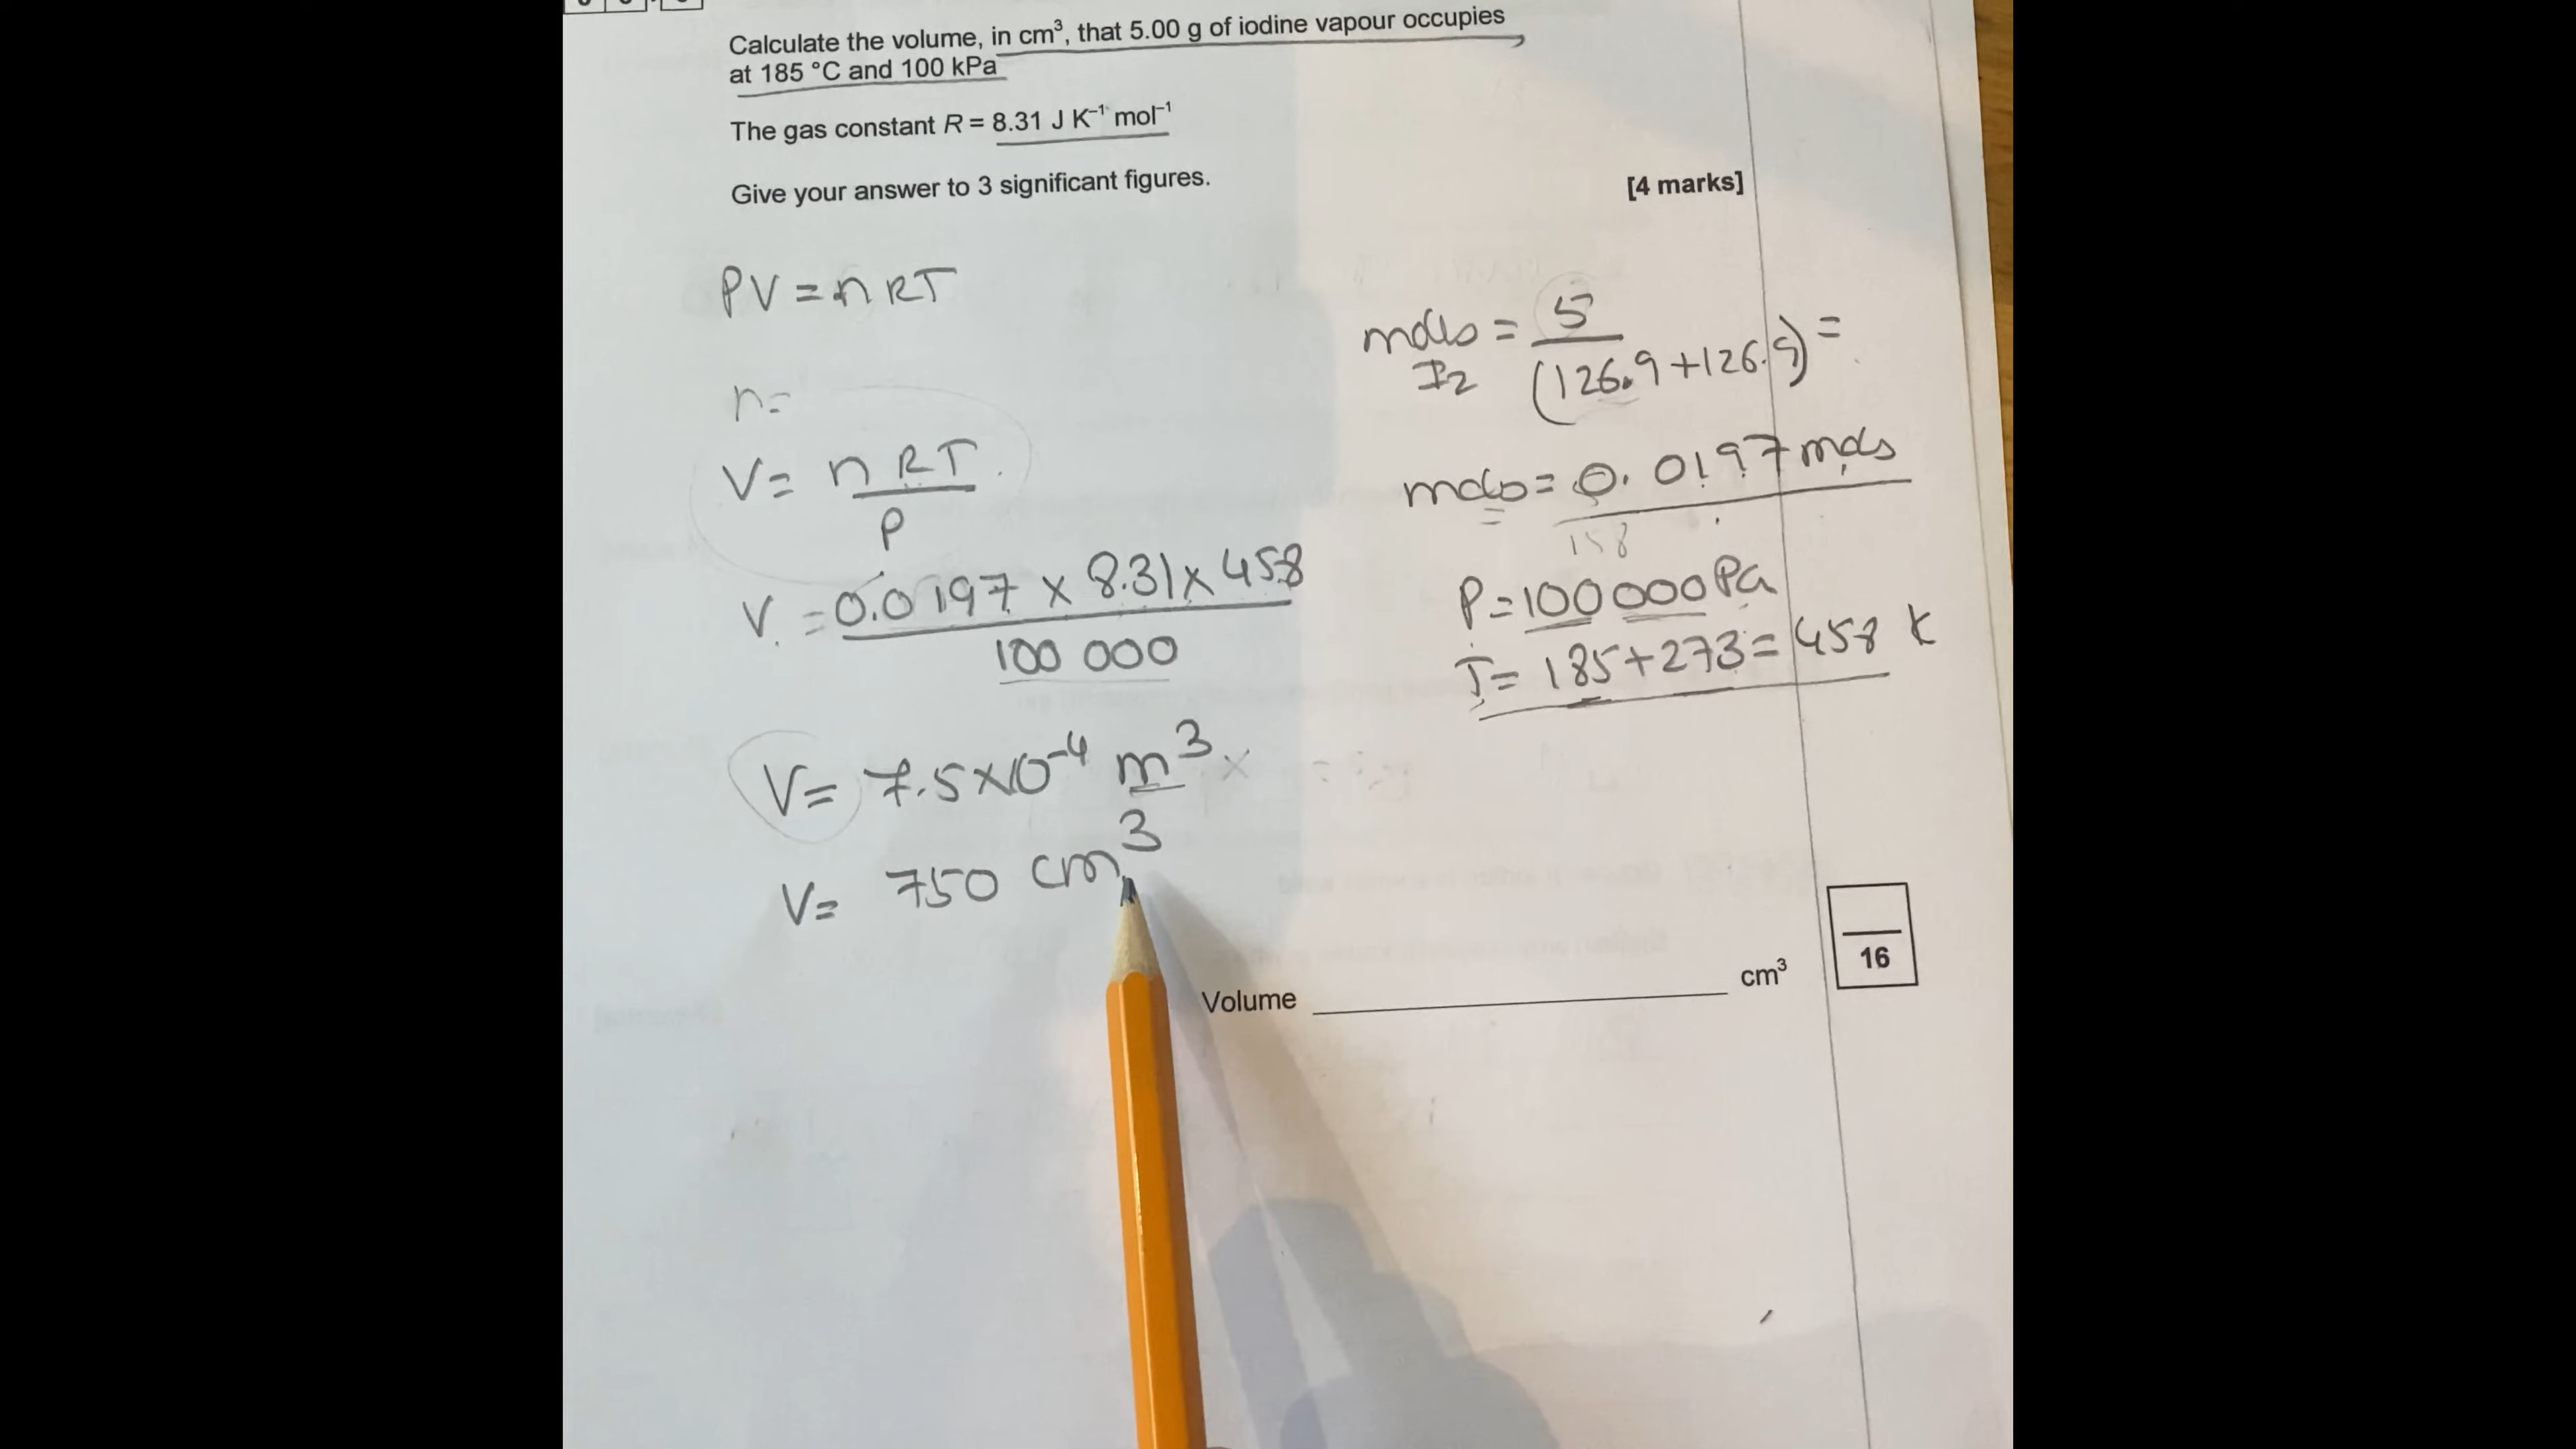 Calculate the volume, in cm³, that 5.00 g of iodine vapour occupies
at 185 °C and 100 kPa
The gas constant R = 8.31 J K⁻¹ mol⁻¹
Give your answer to 3 significant figures.
[4 marks]
PV = nRT
n=
V= nRT
P
V = 0.0197 x 8.31 x 458
100 000
V= 7.5x10⁻⁴ m³ x
V= 750 cm³
mols = 5
I2 (126.9+126.9) =
mols = 0.0197 mols
158
P=100 000 Pa
T= 185+273= 458 K
Volume cm³
16